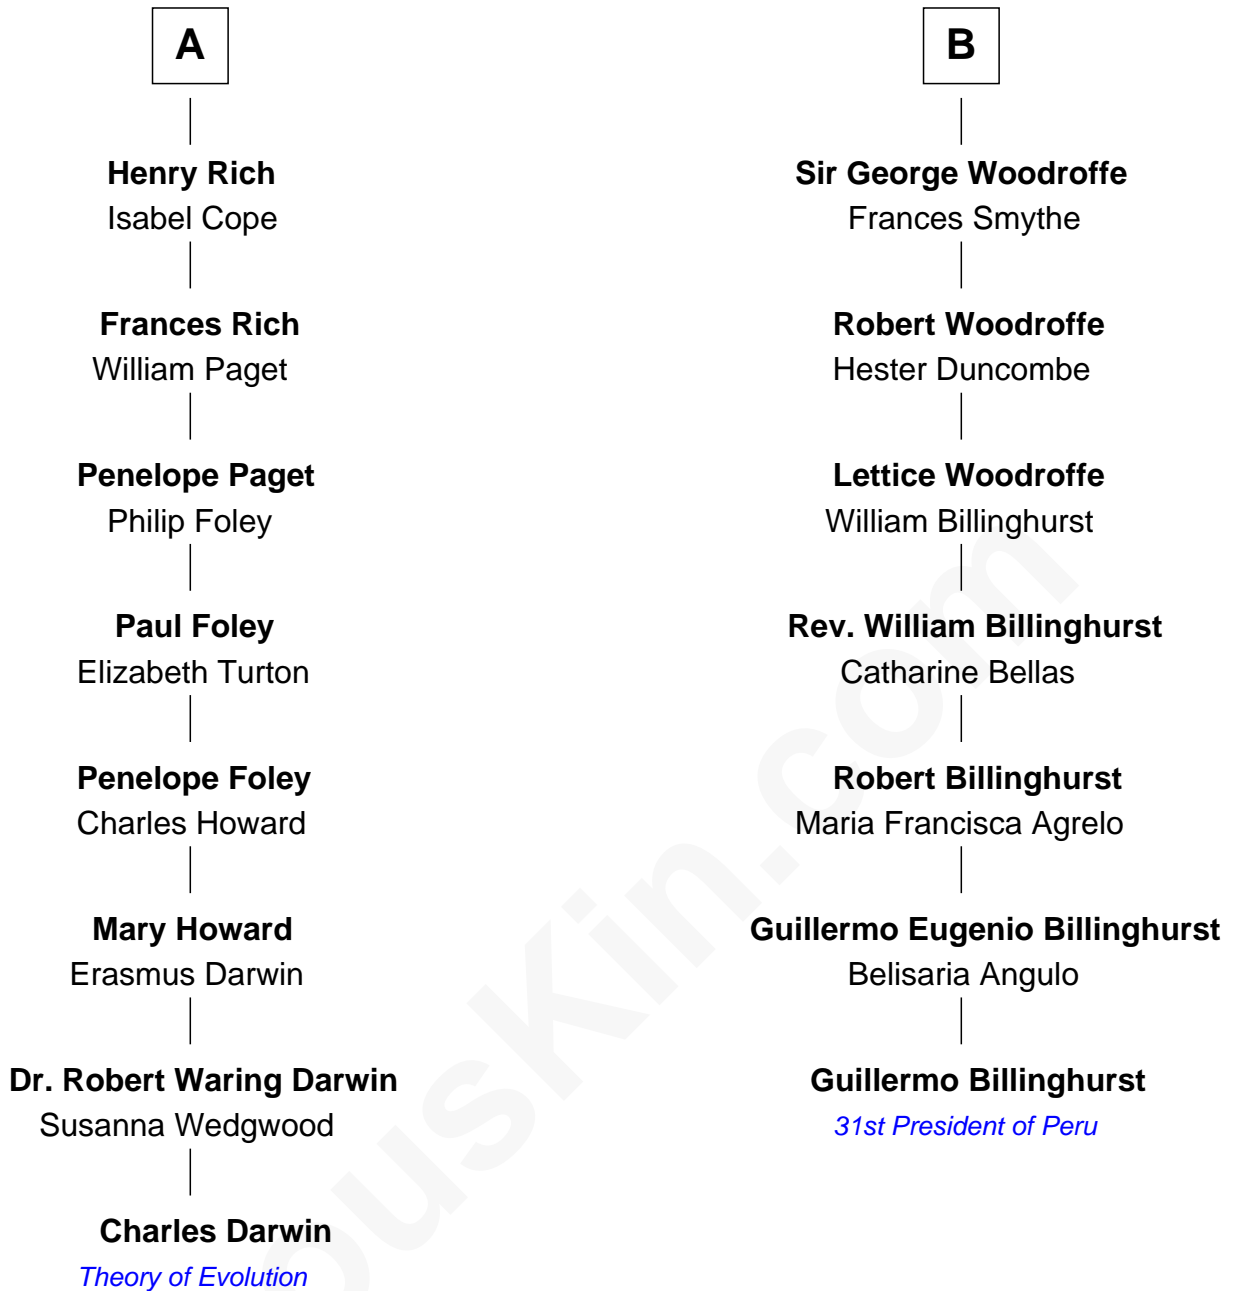 A
Henry Rich
Isabel Cope
Frances Rich
William Paget
Penelope Paget
Philip Foley
Paul Foley
Elizabeth Turton
Penelope Foley
Charles Howard
Mary Howard
Erasmus Darwin
Dr. Robert Waring Darwin
Susanna Wedgwood
Charles Darwin
Theory of Evolution
B
Sir George Woodroffe
Frances Smythe
Robert Woodroffe
Hester Duncombe
Lettice Woodroffe
William Billinghurst
Rev. William Billinghurst
Catharine Bellas
Robert Billinghurst
Maria Francisca Agrelo
Guillermo Eugenio Billinghurst
Belisaria Angulo
Guillermo Billinghurst
31st President of Peru
ousKin.com